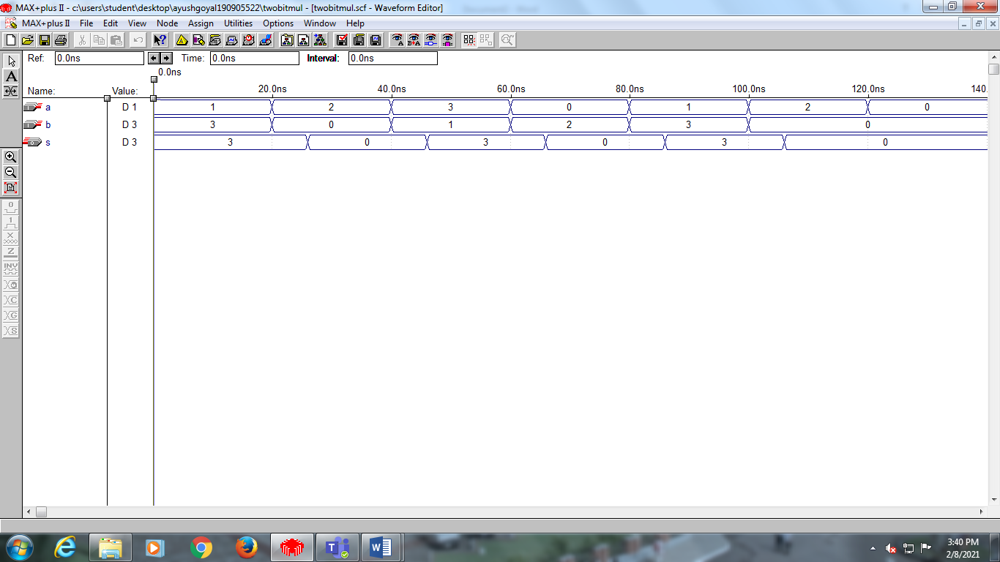 MAX+plus II - c:\users\student\desktop\ayushgoyal190905522\twobitmul - [twobitmul.scf - Waveform Editor]
MAX+plus II File Edit View Node Assign Utilities Options Window Help
Ref: 0.0ns Time: 0.0ns Interval: 0.0ns
0.0ns
Name: Value: 20.0ns 40.0ns 60.0ns 80.0ns 100.0ns 120.0ns 140.
a D 1 1 2 3 0 1 2 0
b D 3 3 0 1 2 3 0
s D 3 3 0 3 0 3 0
3:40 PM
2/8/2021